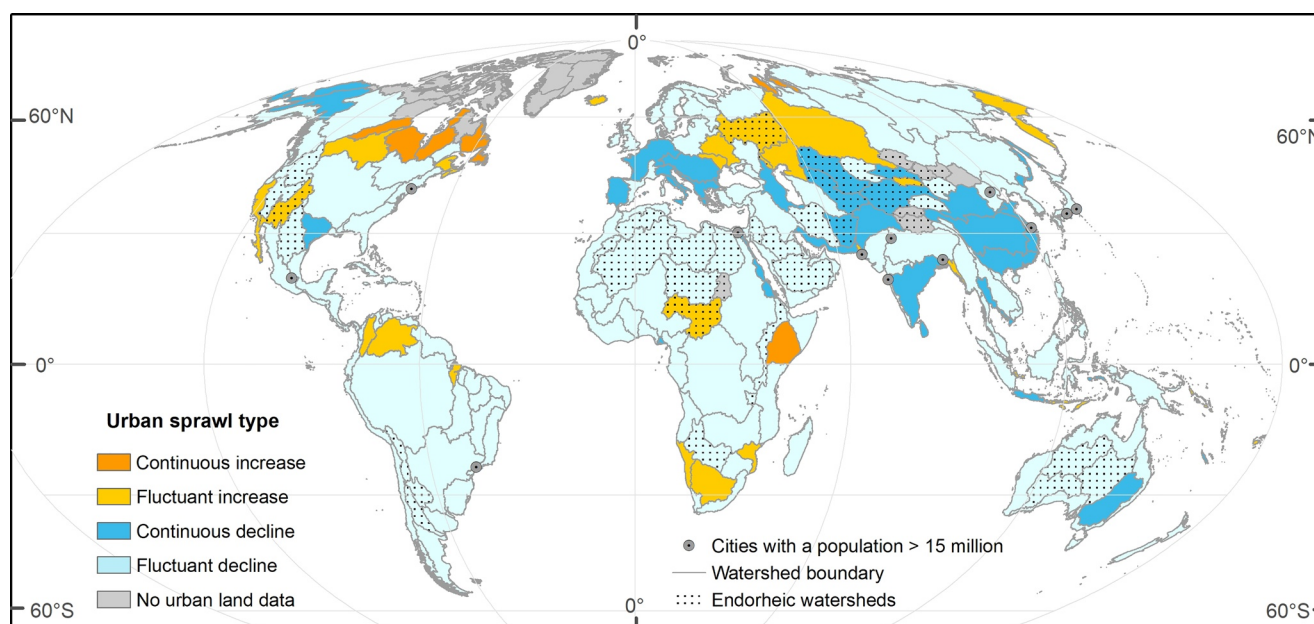 0°
60°N
60°N
0°
0°
Urban sprawl type
Continuous increase
Fluctuant increase
Continuous decline
Fluctuant decline
No urban land data
Cities with a population > 15 million
Watershed boundary
Endorheic watersheds
60°S
0°
60°S